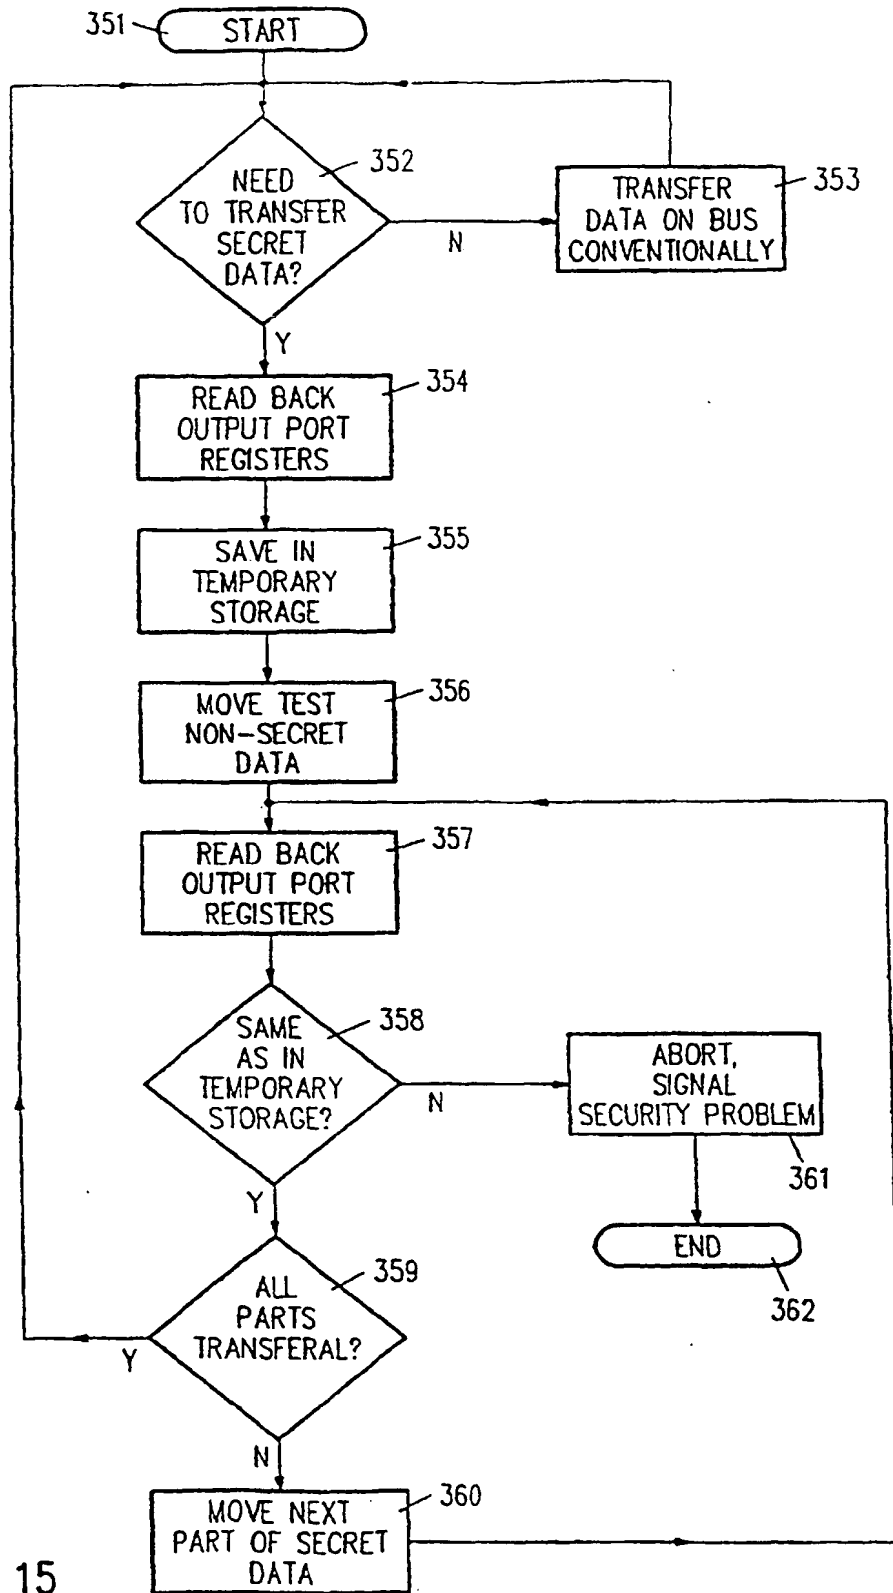 351
START
352
NEED
TO TRANSFER
SECRET
DATA?
N
353
TRANSFER
DATA ON BUS
CONVENTIONALLY
Y
354
READ BACK
OUTPUT PORT
REGISTERS
355
SAVE IN
TEMPORARY
STORAGE
356
MOVE TEST
NON-SECRET
DATA
357
READ BACK
OUTPUT PORT
REGISTERS
358
SAME
AS IN
TEMPORARY
STORAGE?
N
ABORT,
SIGNAL
SECURITY PROBLEM
361
Y
END
362
359
ALL
PARTS
TRANSFERAL?
Y
N
360
MOVE NEXT
PART OF SECRET
DATA
15